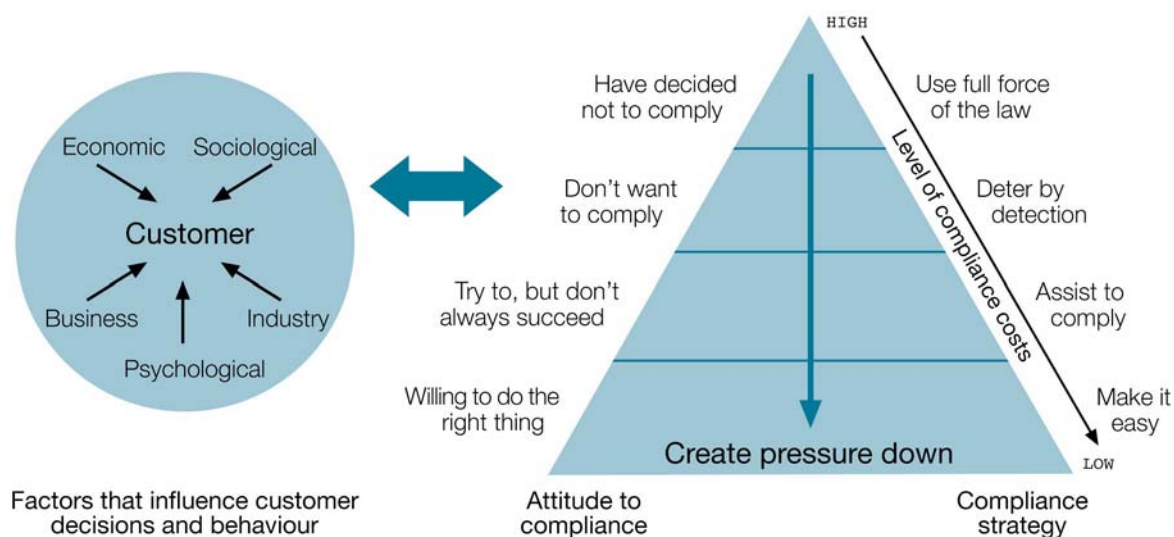 Economic
Sociological
Customer
Business
Industry
Psychological
Factors that influence customer
decisions and behaviour
HIGH
Have decided
not to comply
Use full force
of the law
Don't want
to comply
Deter by
detection
Level of compliance costs
Try to, but don't
always succeed
Assist to
comply
Willing to do the
right thing
Make it
easy
Create pressure down
LOW
Attitude to
compliance
Compliance
strategy